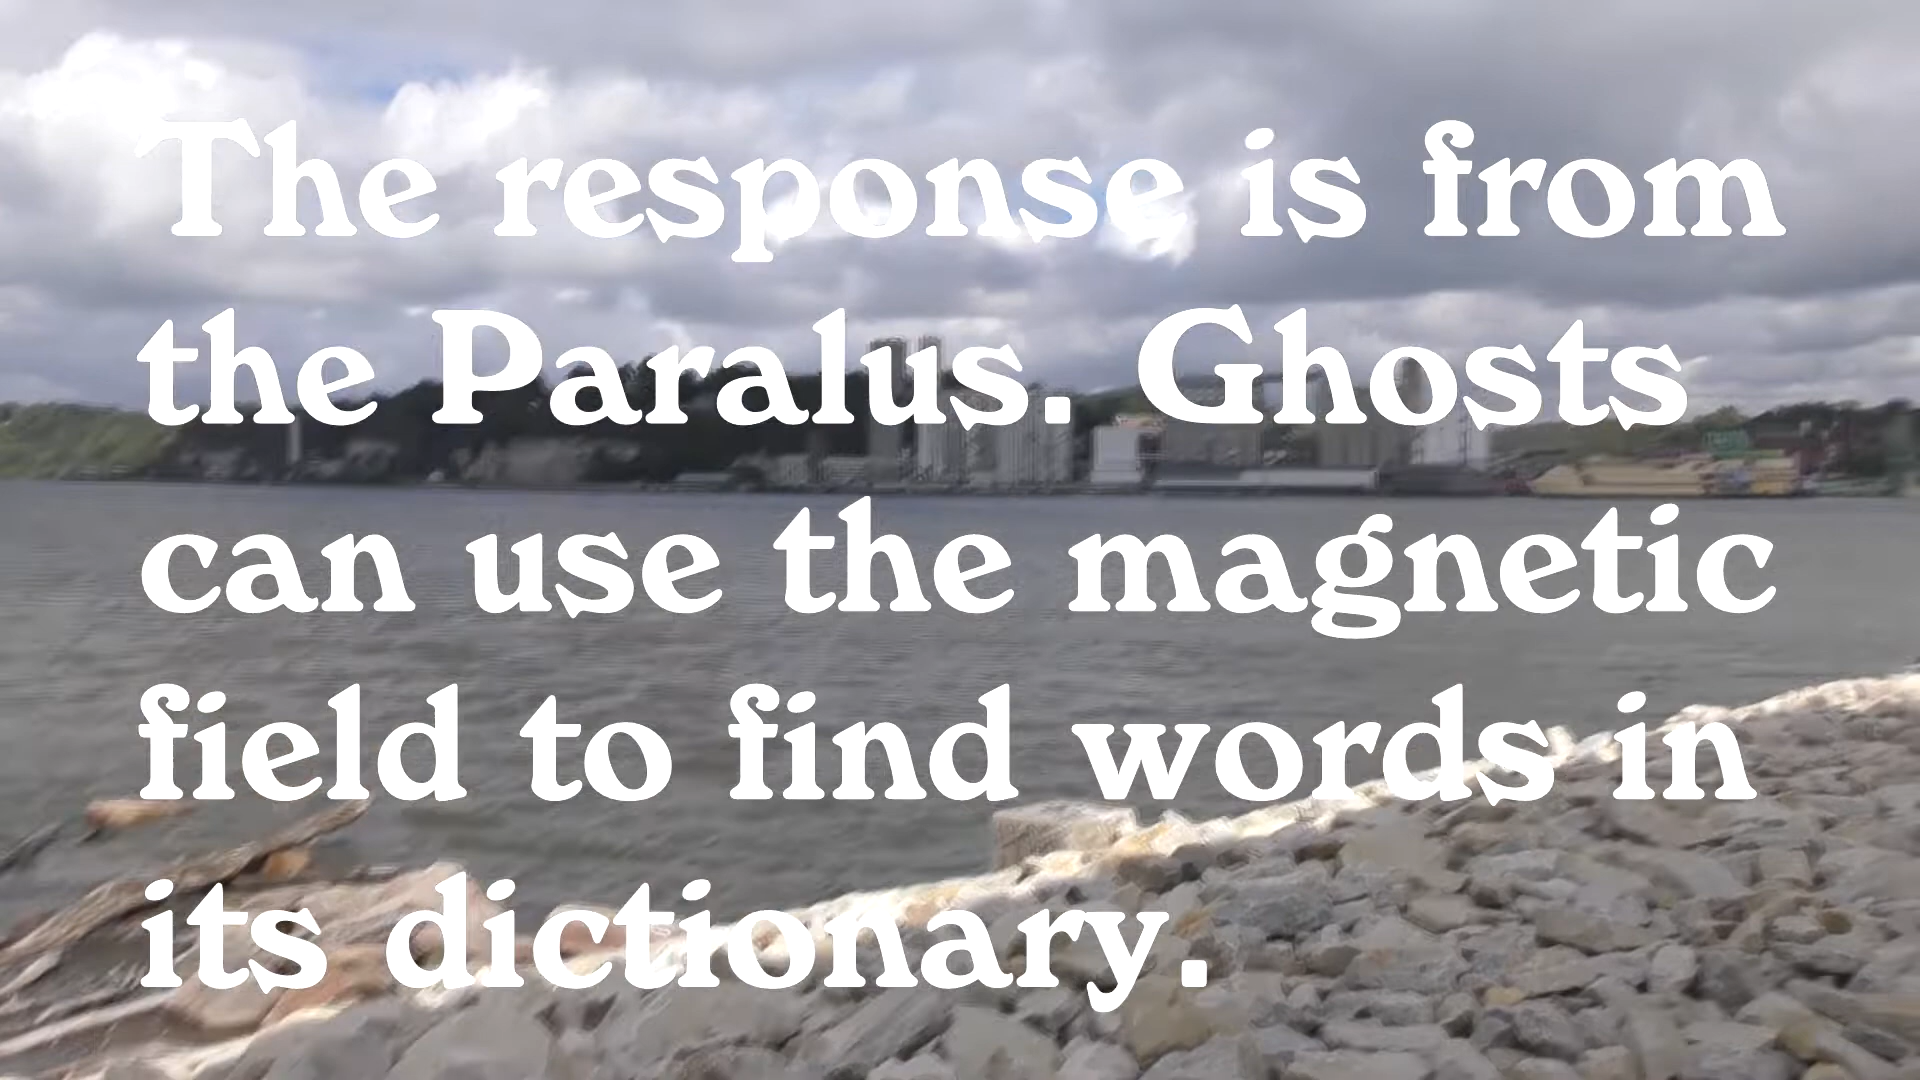 The response is from
the Paralus. Ghosts
can use the magnetic
field to find words in
its dictionary.